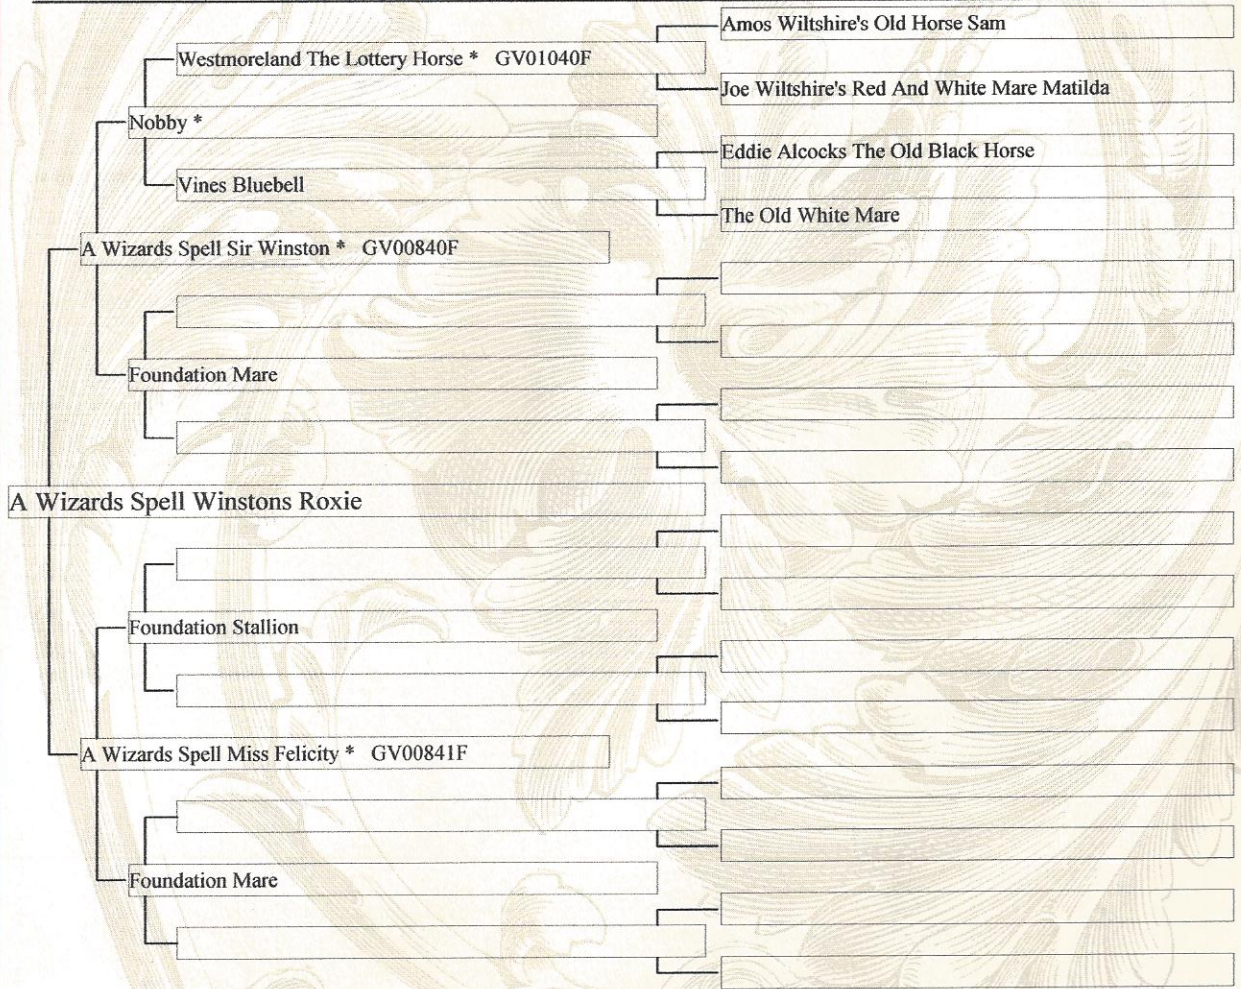 Amos Wiltshire's Old Horse Sam
Westmoreland The Lottery Horse * GV01040F
Joe Wiltshire's Red And White Mare Matilda
Nobby *
Eddie Alcocks The Old Black Horse
Vines Bluebell
The Old White Mare
A Wizards Spell Sir Winston * GV00840F
Foundation Mare
A Wizards Spell Winstons Roxie
Foundation Stallion
A Wizards Spell Miss Felicity * GV00841F
Foundation Mare